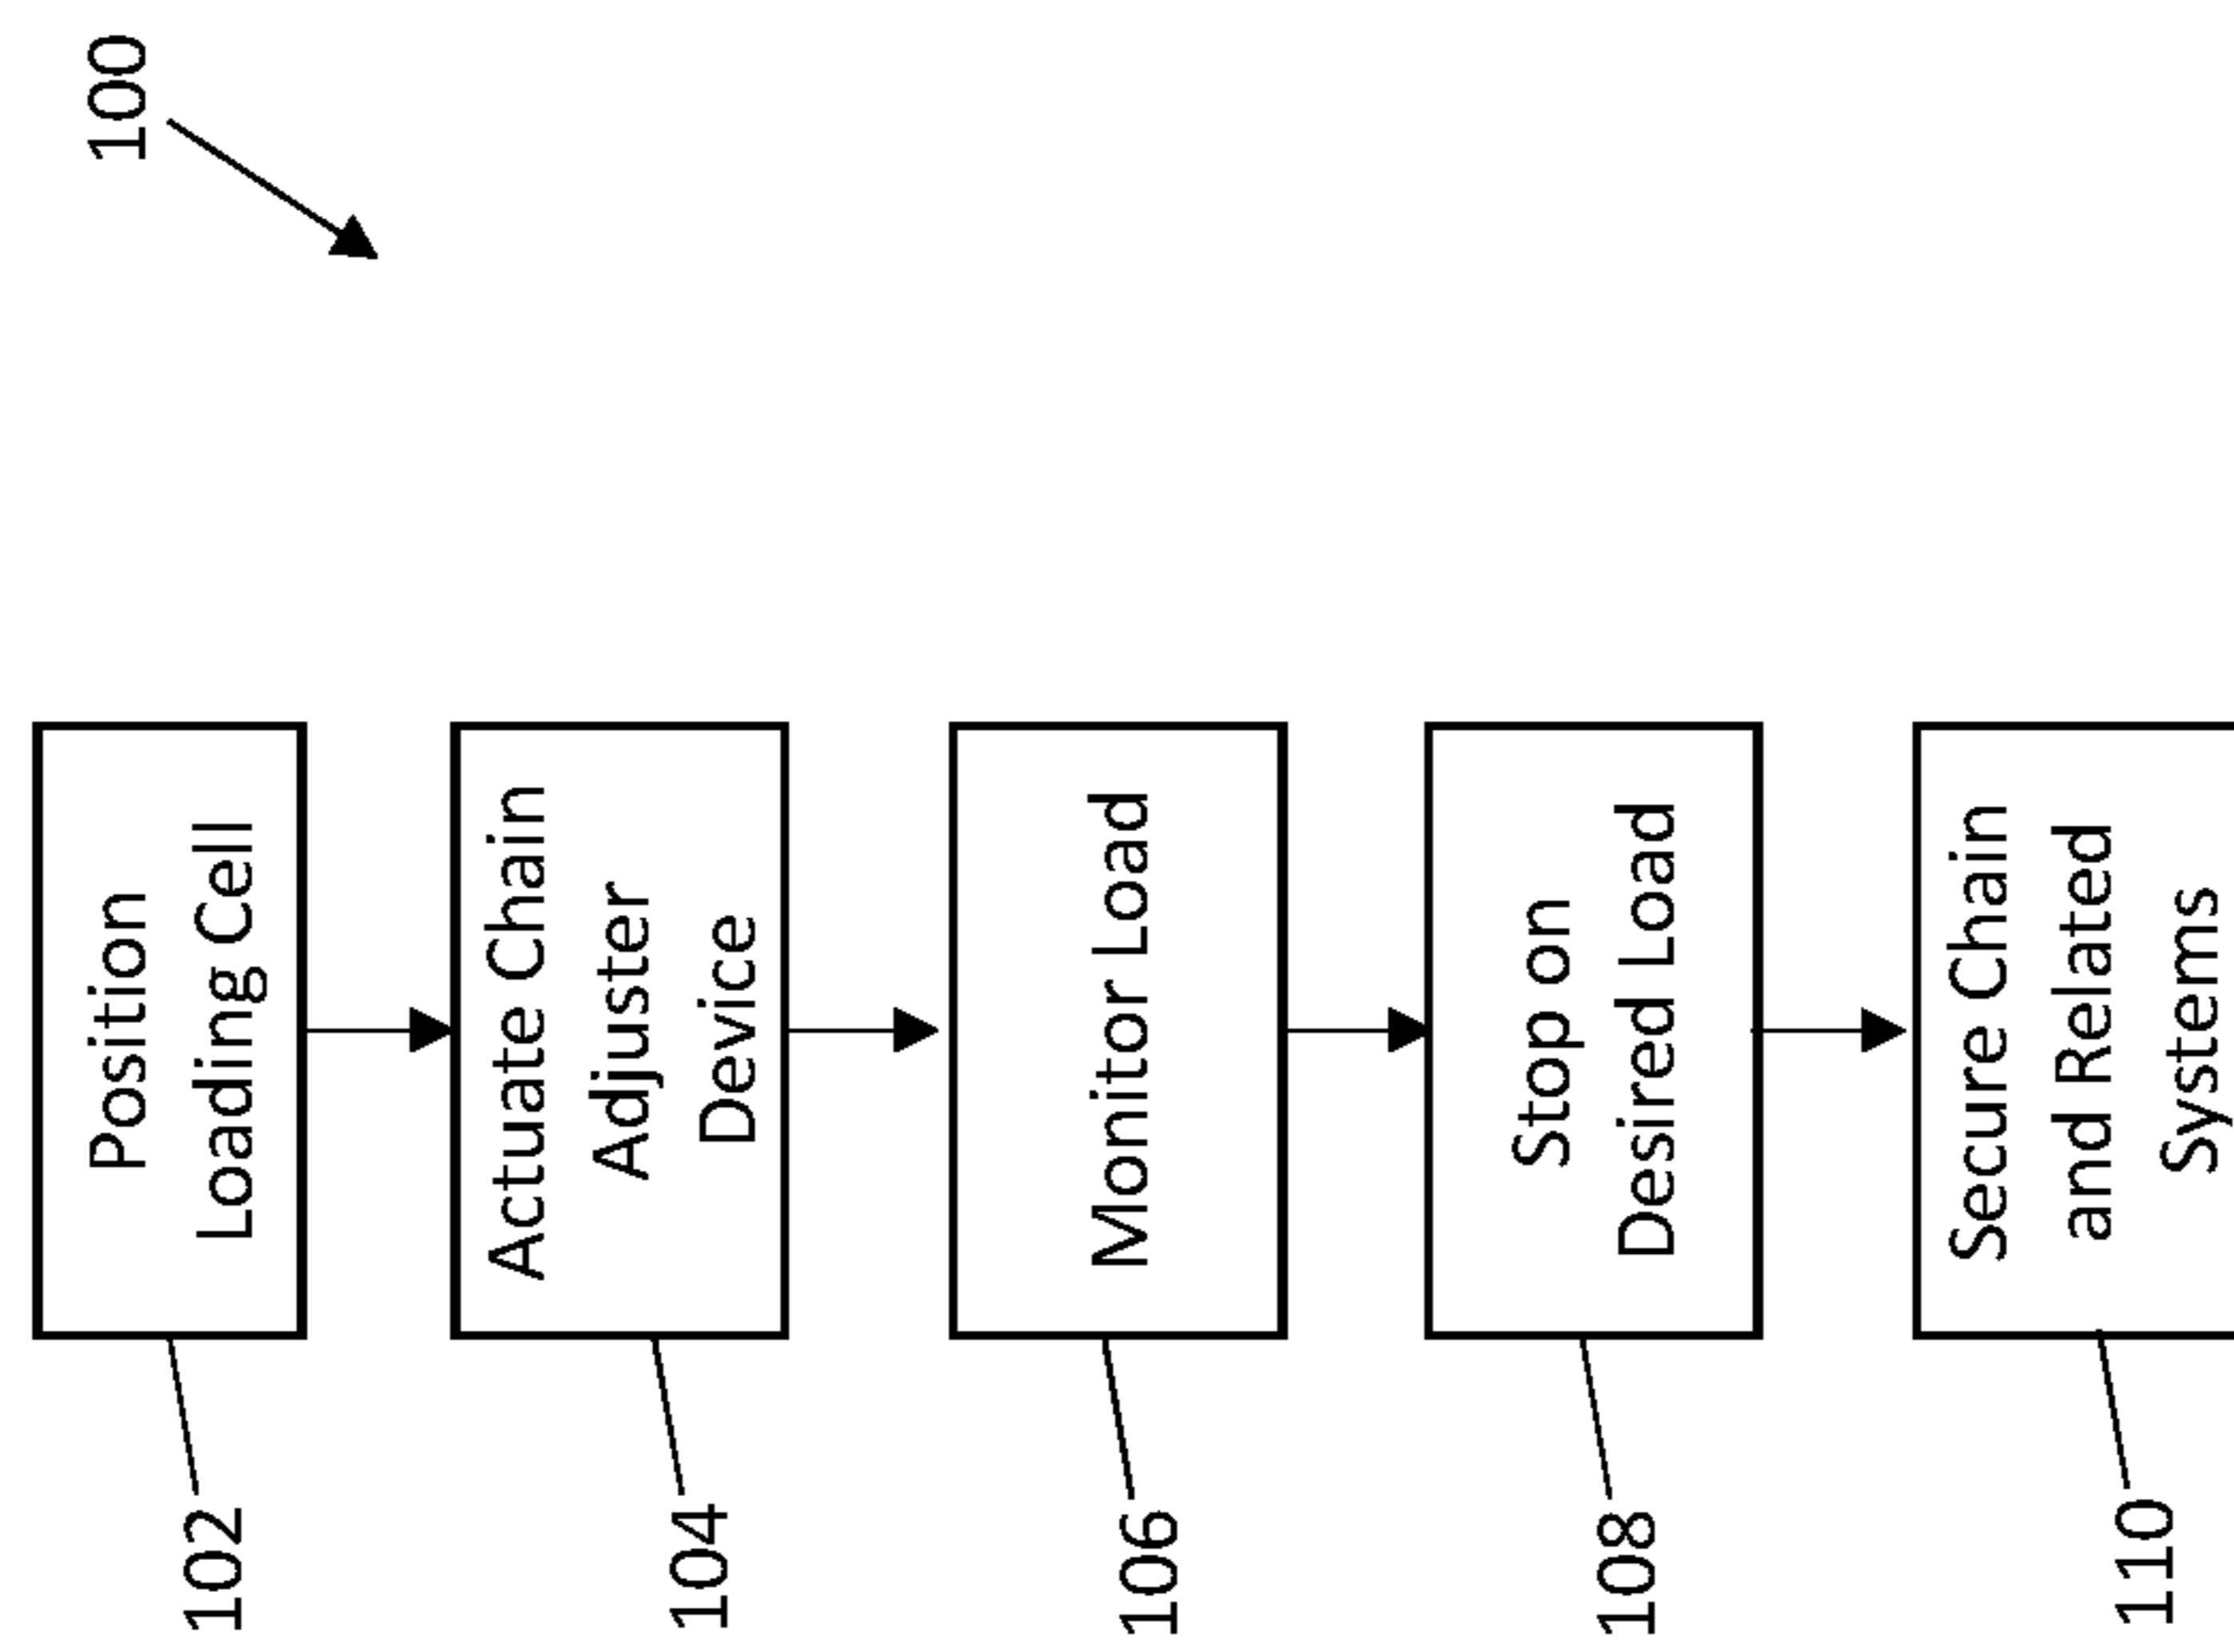 100
102
Position
Loading Cell
104
Actuate Chain
Adjuster
Device
106
Monitor Load
108
Stop on
Desired Load
110
Secure Chain
and Related
Systems